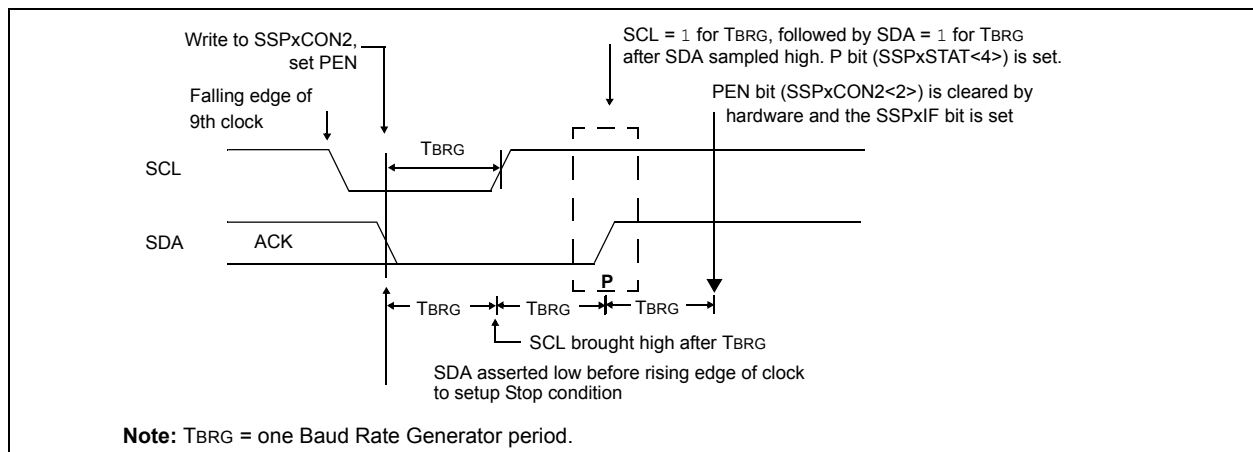 Write to SSPxCON2,
set PEN
SCL = 1 for TBRG, followed by SDA = 1 for TBRG
after SDA sampled high. P bit (SSPxSTAT<4>) is set.
Falling edge of
9th clock
PEN bit (SSPxCON2<2>) is cleared by
hardware and the SSPxIF bit is set
TBRG
SCL
SDA
ACK
P
TBRG
TBRG
TBRG
SCL brought high after TBRG
SDA asserted low before rising edge of clock
to setup Stop condition
Note: TBRG = one Baud Rate Generator period.